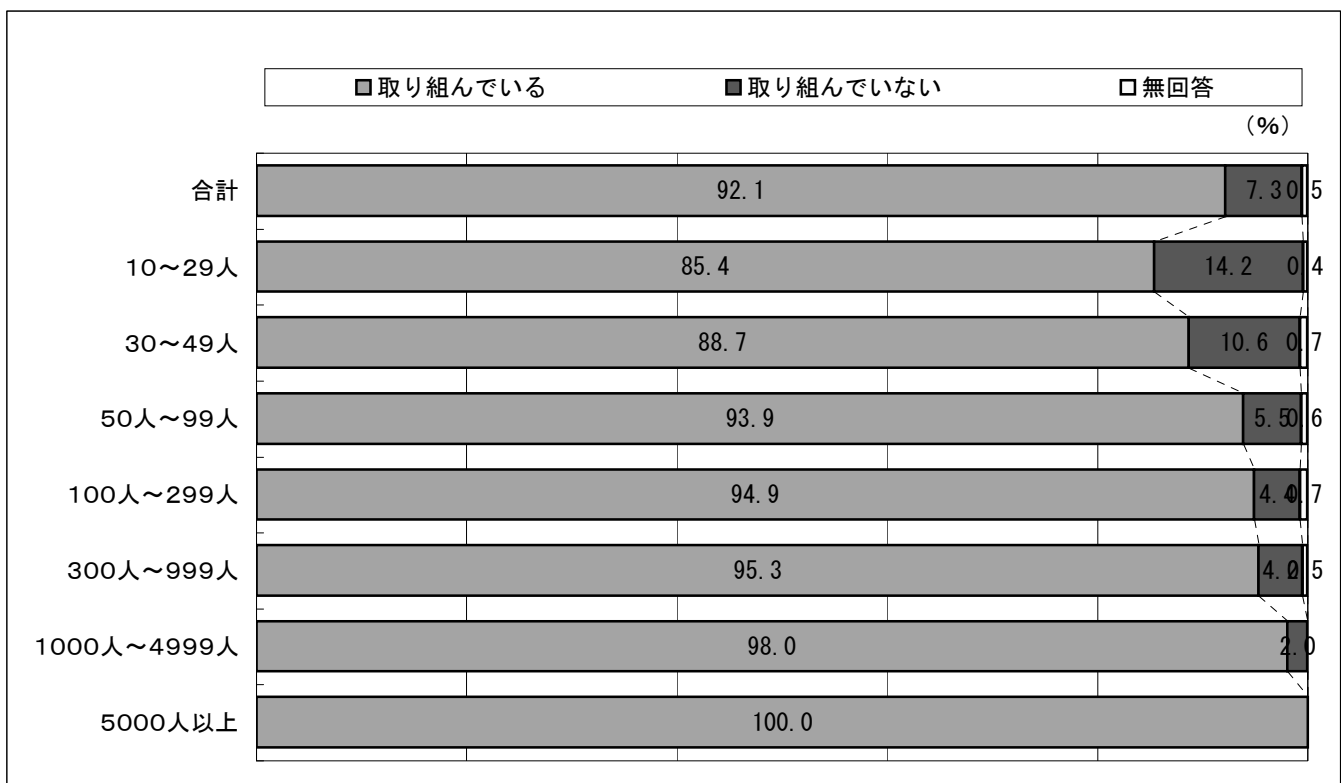 取り組んでいる 取り組んでいない 無回答
(%)
合計 92.1 7.3 0.5
10～29人 85.4 14.2 0.4
30～49人 88.7 10.6 0.7
50人～99人 93.9 5.5 0.6
100人～299人 94.9 4.4 0.7
300人～999人 95.3 4.2 0.5
1000人～4999人 98.0 2.0
5000人以上 100.0